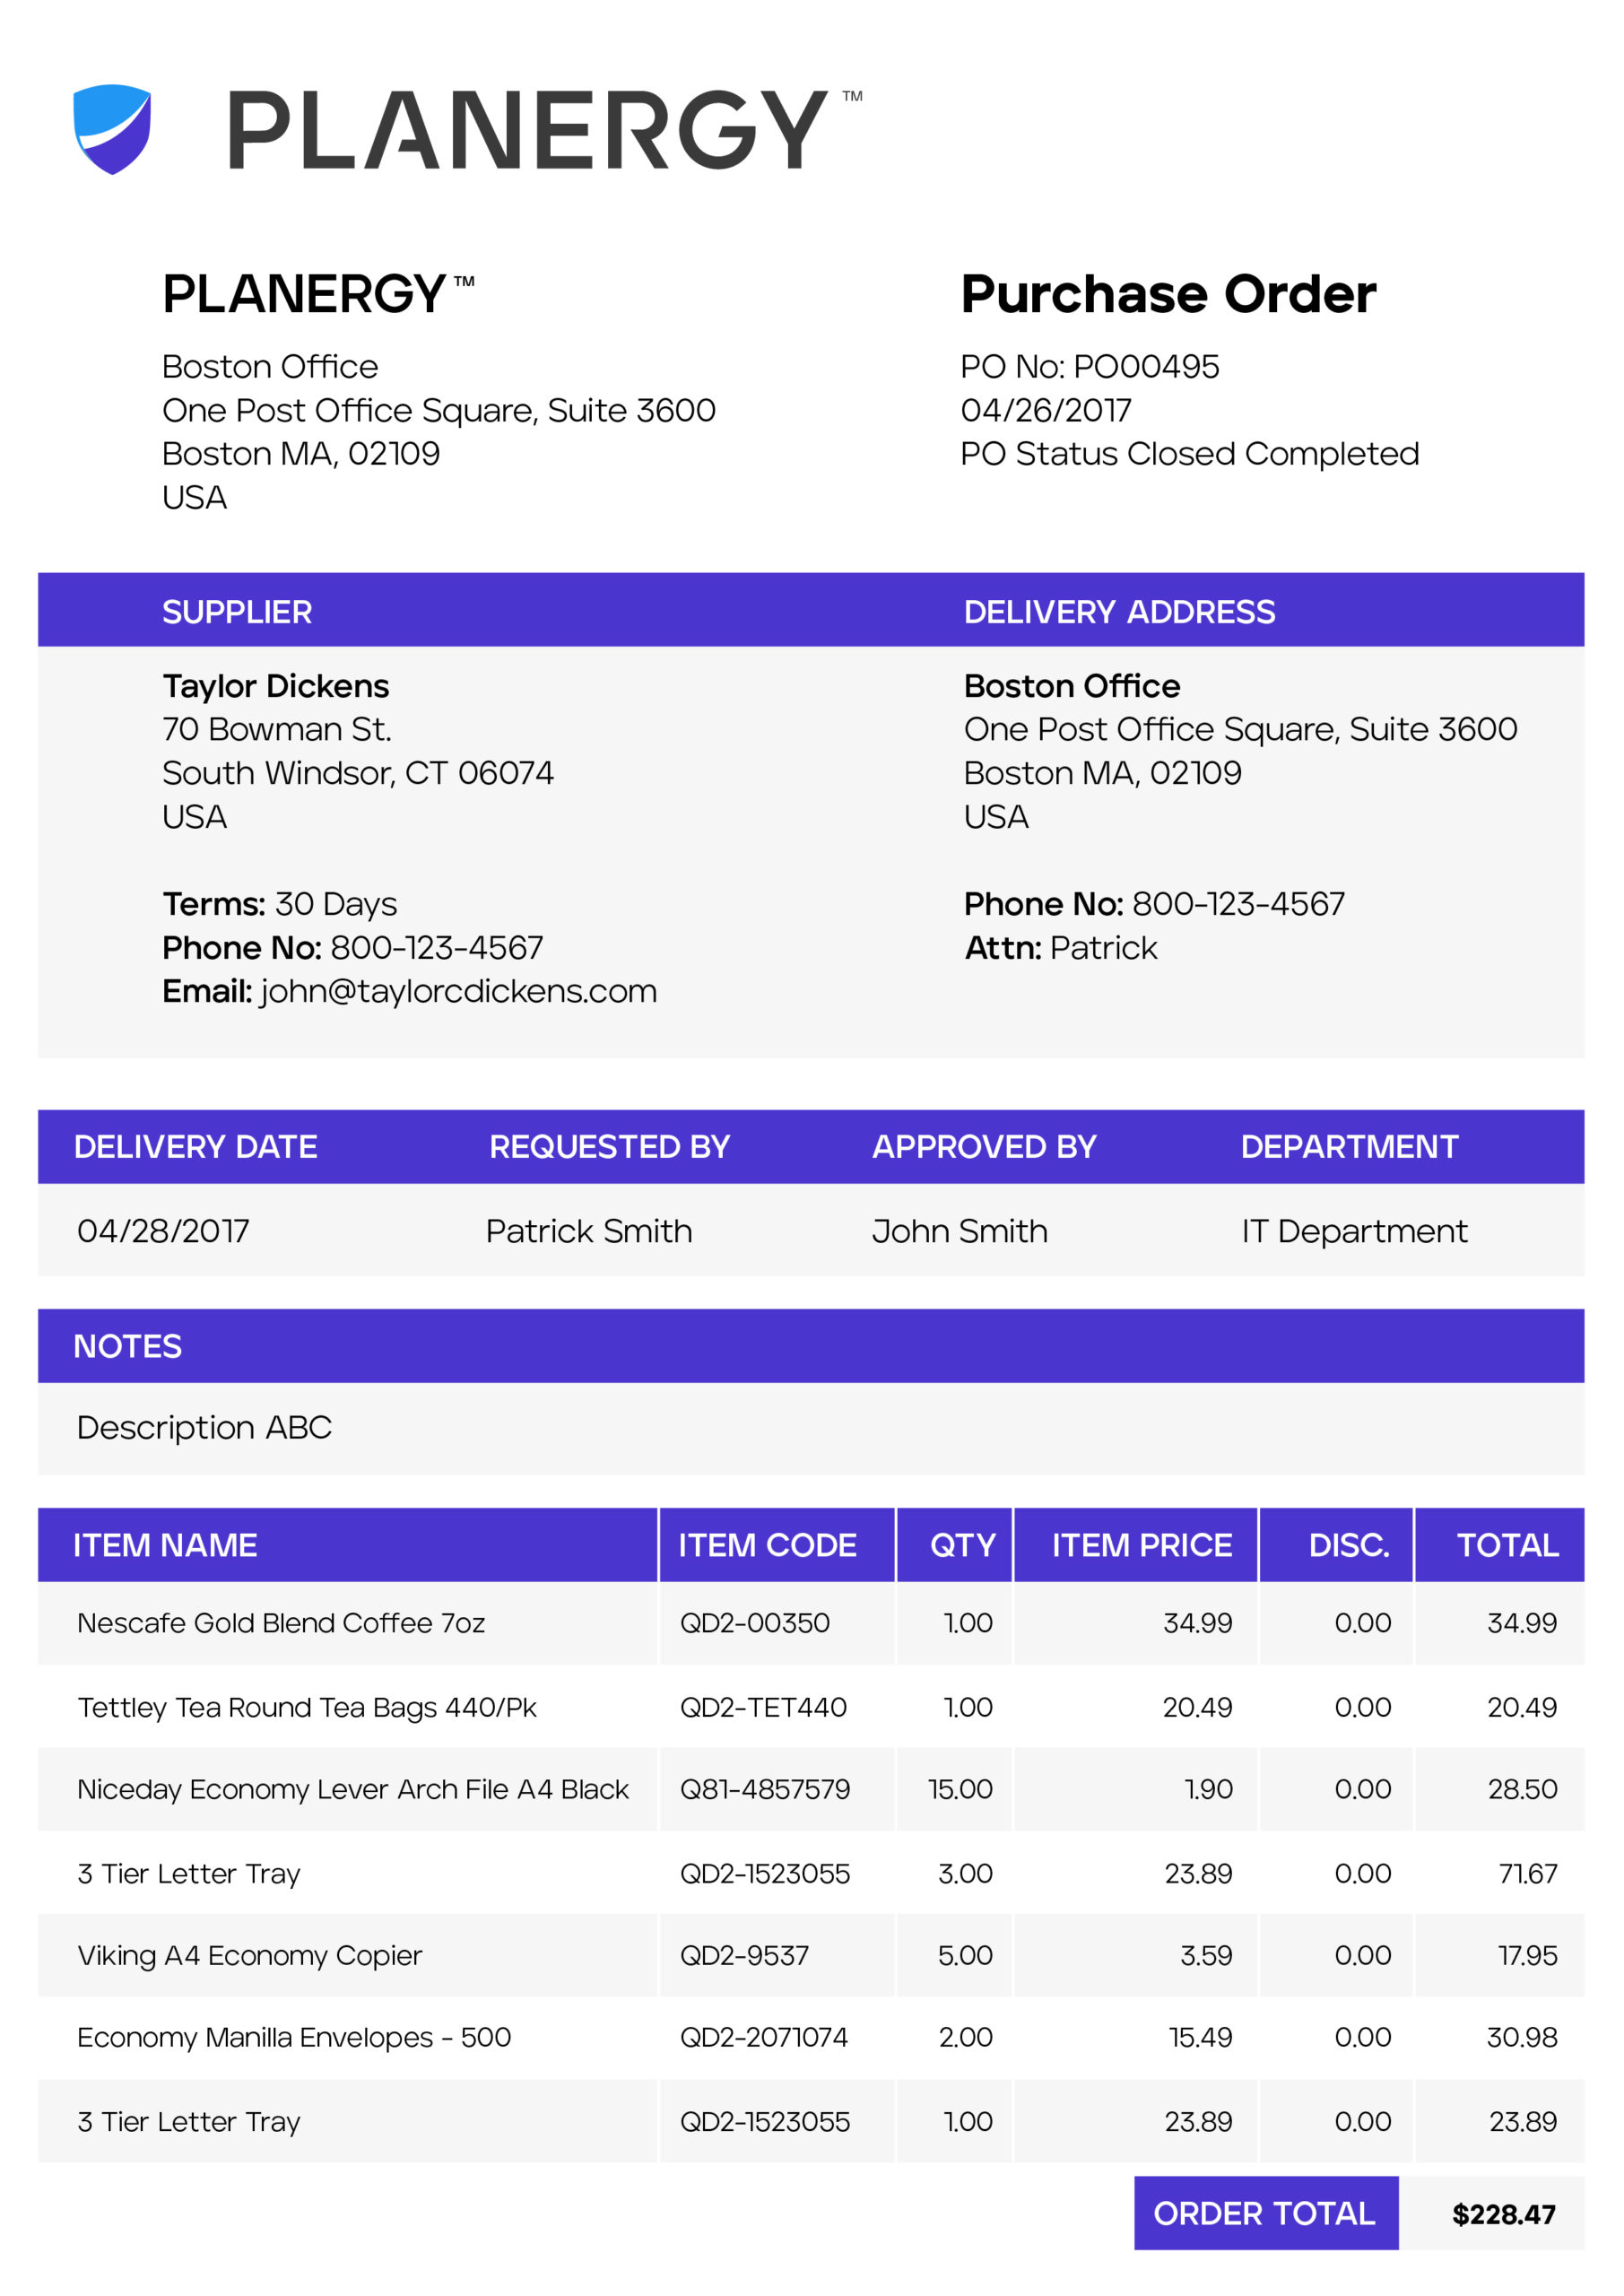 PLANERGY™
PLANERGY™
Boston Office
One Post Office Square, Suite 3600
Boston MA, 02109
USA
Purchase Order
PO No: PO00495
04/26/2017
PO Status Closed Completed
SUPPLIER
Taylor Dickens
70 Bowman St.
South Windsor, CT 06074
USA
Terms: 30 Days
Phone No: 800-123-4567
Email: john@taylorcdickens.com
DELIVERY ADDRESS
Boston Office
One Post Office Square, Suite 3600
Boston MA, 02109
USA
Phone No: 800-123-4567
Attn: Patrick
DELIVERY DATE REQUESTED BY APPROVED BY DEPARTMENT
04/28/2017 Patrick Smith John Smith IT Department
NOTES
Description ABC
ITEM NAME ITEM CODE QTY ITEM PRICE DISC. TOTAL
Nescafe Gold Blend Coffee 7oz QD2-00350 1.00 34.99 0.00 34.99
Tettley Tea Round Tea Bags 440/Pk QD2-TET440 1.00 20.49 0.00 20.49
Niceday Economy Lever Arch File A4 Black Q81-4857579 15.00 1.90 0.00 28.50
3 Tier Letter Tray QD2-1523055 3.00 23.89 0.00 71.67
Viking A4 Economy Copier QD2-9537 5.00 3.59 0.00 17.95
Economy Manilla Envelopes - 500 QD2-2071074 2.00 15.49 0.00 30.98
3 Tier Letter Tray QD2-1523055 1.00 23.89 0.00 23.89
ORDER TOTAL $228.47